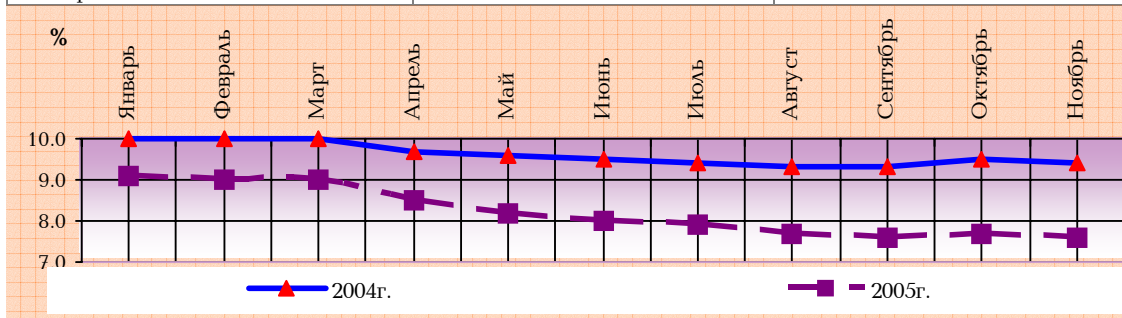 %
Январь
Февраль
Март
Апрель
Май
Июнь
Июль
Август
Сентябрь
Октябрь
Ноябрь
10.0
9.0
8.0
7.0
2004г.
2005г.